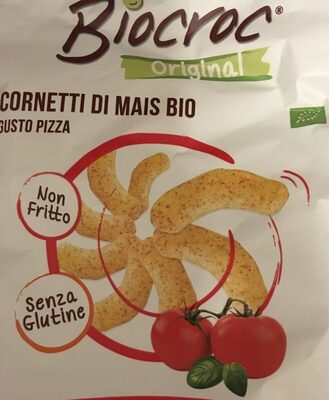 Biocroc®
original
CORNETTI DI MAIS BIO
GUSTO PIZZA
Non
Fritto
Senza
Glutine